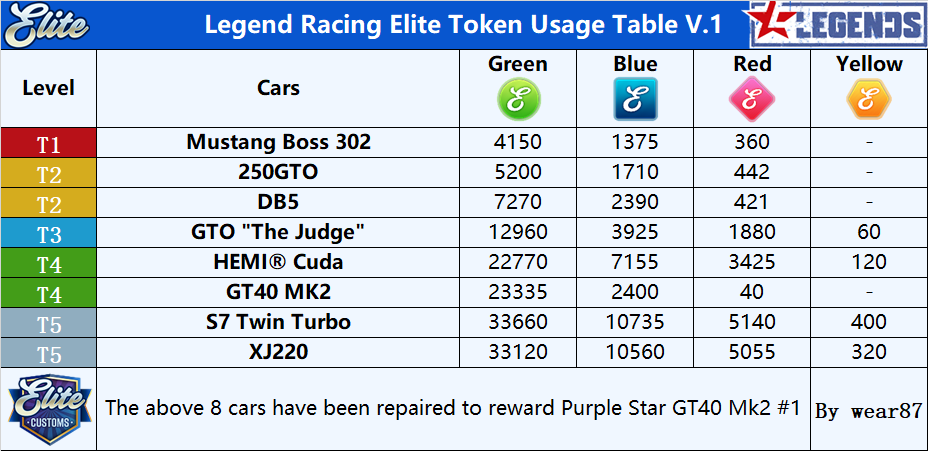 Elite
Legend Racing Elite Token Usage Table V.1
LEGENDS
Level Cars Green Blue Red Yellow
E E E E
T1 Mustang Boss 302 4150 1375 360 -
T2 250GTO 5200 1710 442 -
T2 DB5 7270 2390 421 -
T3 GTO "The Judge" 12960 3925 1880 60
T4 HEMI® Cuda 22770 7155 3425 120
T4 GT40 MK2 23335 2400 40 -
T5 S7 Twin Turbo 33660 10735 5140 400
T5 XJ220 33120 10560 5055 320
Elite
CUSTOMS
The above 8 cars have been repaired to reward Purple Star GT40 Mk2 #1
By wear87